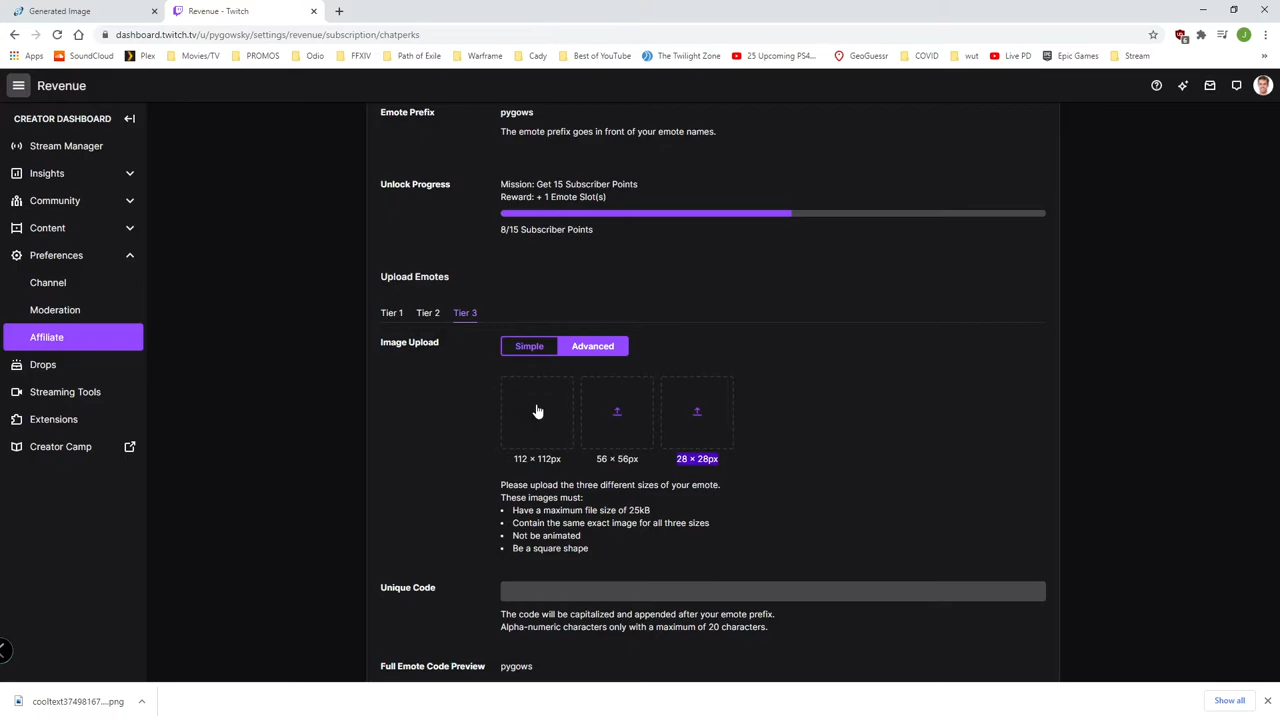 Generated Image
Revenue - Twitch
dashboard.twitch.tv/u/pygowsky/settings/revenue/subscription/chatperks
Apps
SoundCloud
Plex
Movies/TV
PROMOS
Odio
FFXIV
Path of Exile
Warframe
Cady
Best of YouTube
The Twilight Zone
25 Upcoming PS4...
GeoGuessr
COVID
wut
Live PD
Epic Games
Stream
Revenue
CREATOR DASHBOARD
Stream Manager
Insights
Community
Content
Preferences
Channel
Moderation
Affiliate
Drops
Streaming Tools
Extensions
Creator Camp
Emote Prefix
pygows
The emote prefix goes in front of your emote names.
Unlock Progress
Mission: Get 15 Subscriber Points
Reward: + 1 Emote Slot(s)
8/15 Subscriber Points
Upload Emotes
Tier 1 Tier 2 Tier 3
Image Upload
Simple Advanced
112 × 112px 56 × 56px 28 × 28px
Please upload the three different sizes of your emote.
These images must:
• Have a maximum file size of 25kB
• Contain the same exact image for all three sizes
• Not be animated
• Be a square shape
Unique Code
The code will be capitalized and appended after your emote prefix.
Alpha-numeric characters only with a maximum of 20 characters.
Full Emote Code Preview
pygows
cooltext37498167....png
Show all